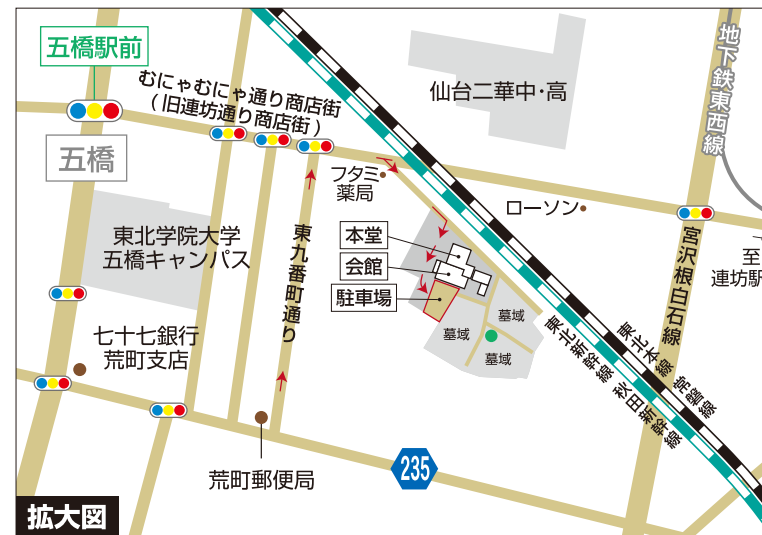 五橋駅前
むにゃむにゃ通り商店街
(旧連坊通り商店街)
仙台二華中・高
地下鉄東西線
五橋
フタミ
薬局
ローソン
東北学院大学
五橋キャンパス
東九番町通り
本堂
会館
駐車場
宮沢根白石線
至
連坊駅
墓域
墓域
墓域
七十七銀行
荒町支店
東北新幹線
秋田新幹線
東北本線
常磐線
235
荒町郵便局
拡大図